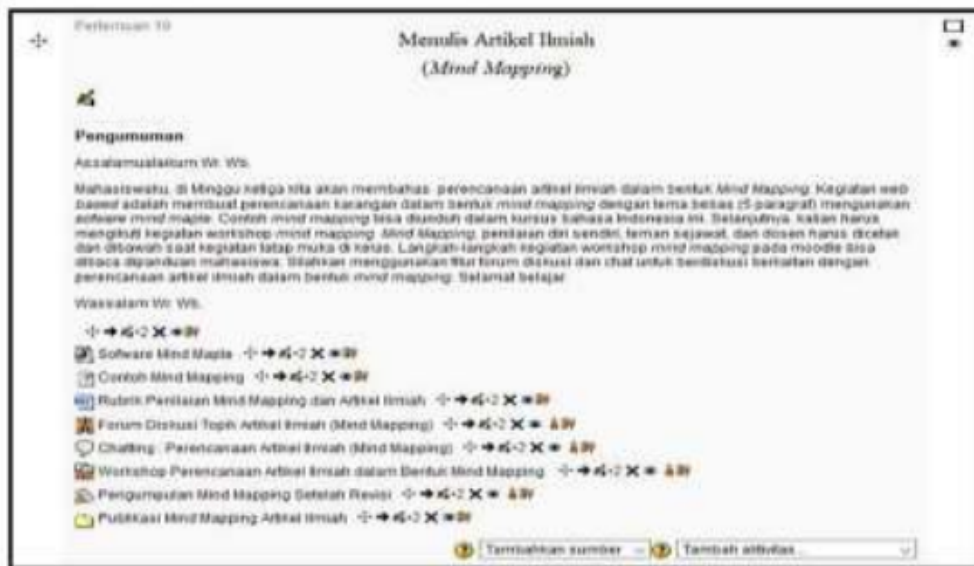 Pertemuan 10
Menulis Artikel Ilmiah
(Mind Mapping)
Pengumuman
Assalamualaikum Wr. Wb.
Mahasiswaku, di Minggu ketiga kita akan membahas perencanaan artikel ilmiah dalam bentuk Mind Mapping. Kegiatan web
based adalah membuat perencanaan karangan dalam bentuk mind mapping dengan tema bebas (5 paragraf) mengunakan
software mind maple. Contoh mind mapping bisa diunduh dalam kursus bahasa Indonesia ini. Selanjutnya, kalian harus
mengikuti kegiatan workshop mind mapping. Mind Mapping, penilaian diri sendiri, teman sejawat, dan dosen harus dicetak
dan dibawah saat kegiatan tatap muka di kelas. Langkah-langkah kegiatan workshop mind mapping pada moodle bisa
dibaca dipanduan mahasiswa. Silahkan menggunakan fitur forum diskusi dan chat untuk berdiskusi berkaitan dengan
perencanaan artikel ilmiah dalam bentuk mind mapping. Selamat belajar
Wassalam Wr. Wb.
Sofware Mind Maple
Contoh Mind Mapping
Rubrik Penilaian Mind Mapping dan Artikel Ilmiah
Forum Diskusi Topik Artikel Ilmiah (Mind Mapping)
Chatting : Perencanaan Artikel Ilmiah (Mind Mapping)
Workshop Perencanaan Artikel Ilmiah dalam Bentuk Mind Mapping
Pengumpulan Mind Mapping Setelah Revisi
Publikasi Mind Mapping Artikel Ilmiah
Tambahkan sumber... Tambah aktivitas...